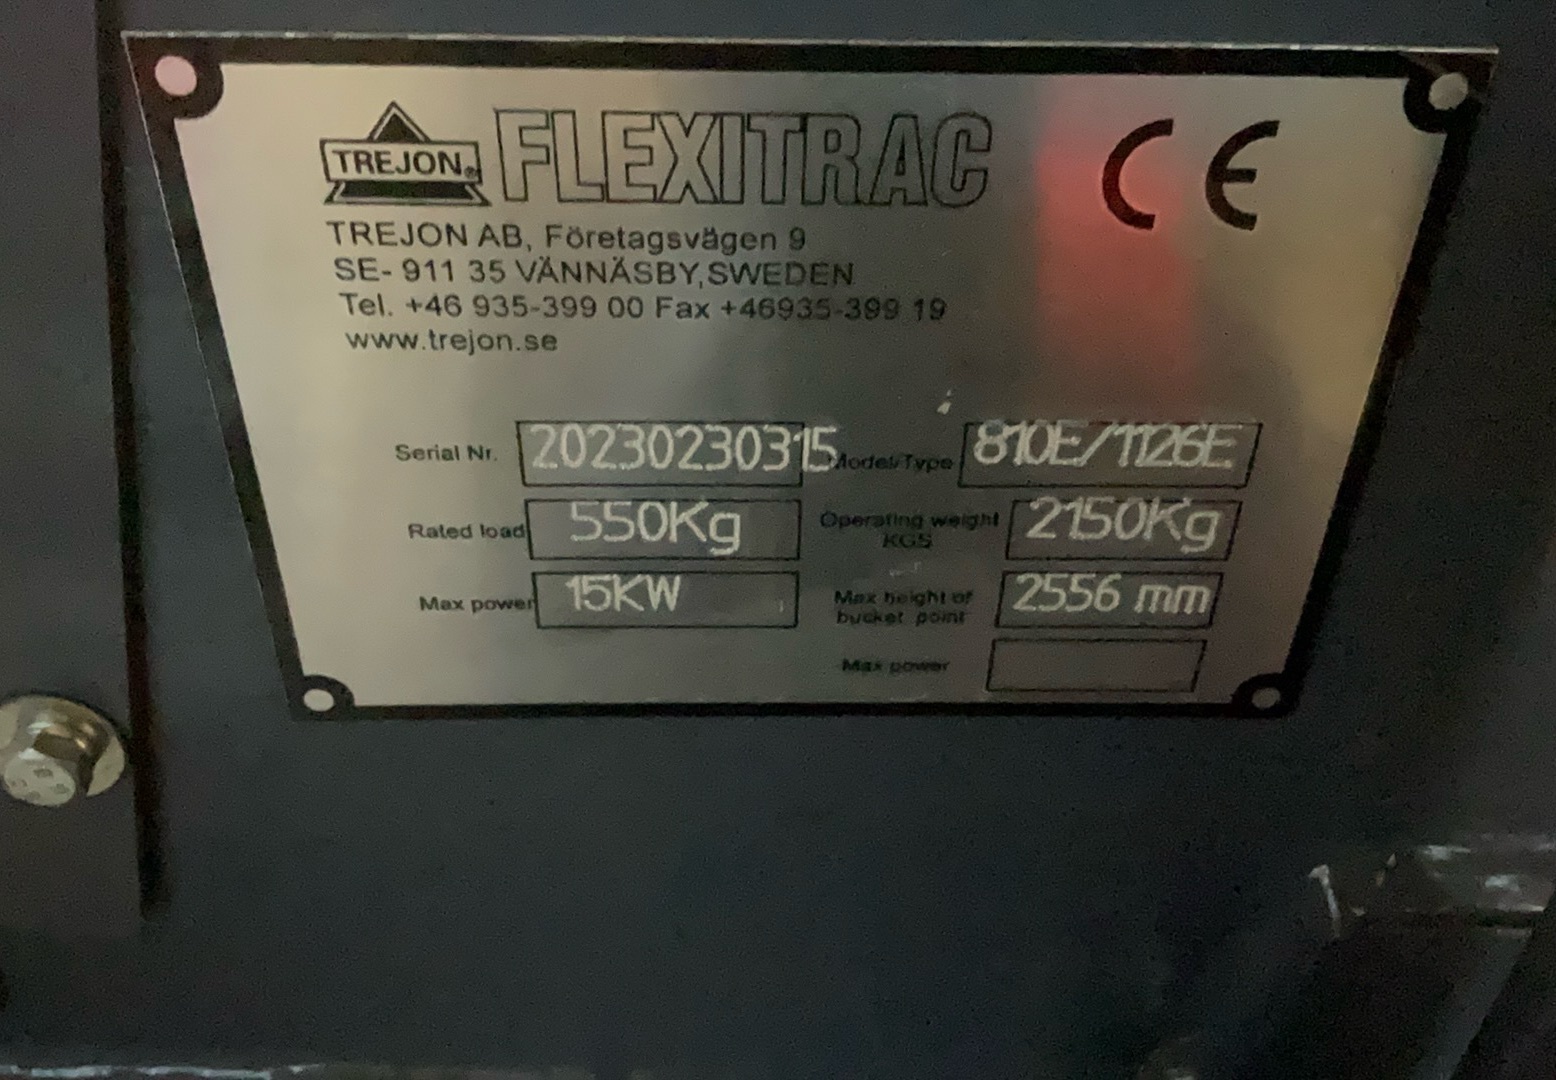 TREJON® FLEXITRAC CE
TREJON AB, Företagsvägen 9
SE- 911 35 VÄNNÄSBY,SWEDEN
Tel. +46 935-399 00 Fax +46935-399 19
www.trejon.se
Serial Nr. 20230230315 Model/Type 810E/1126E
Rated load 550Kg Operating weight KGS 2150Kg
Max power 15KW Max height of bucket point 2556 mm
Max power